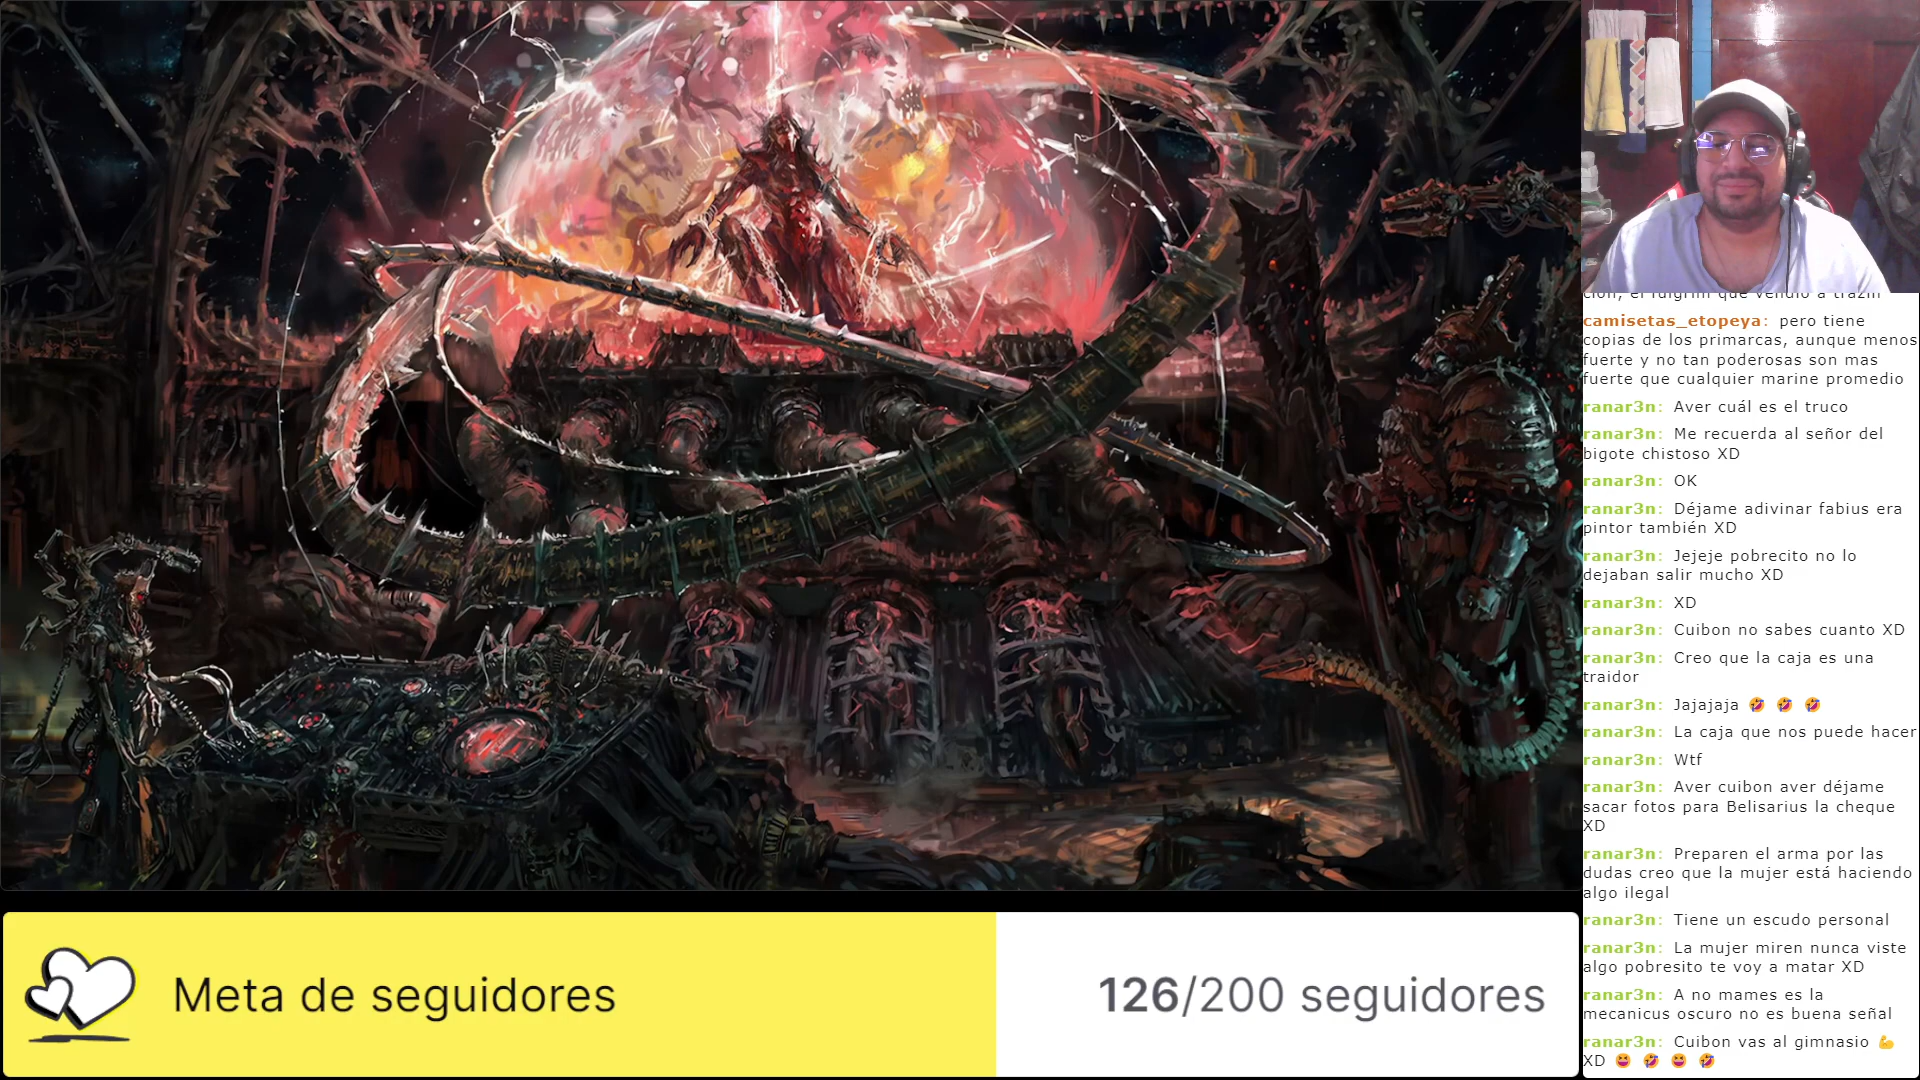 ción, el fulgrim que vendio a trazin
camisetas_etopeya: pero tiene
copias de los primarcas, aunque menos
fuerte y no tan poderosas son mas
fuerte que cualquier marine promedio
ranar3n: Aver cuál es el truco
ranar3n: Me recuerda al señor del
bigote chistoso XD
ranar3n: OK
ranar3n: Déjame adivinar fabius era
pintor también XD
ranar3n: Jejeje pobrecito no lo
dejaban salir mucho XD
ranar3n: XD
ranar3n: Cuibon no sabes cuanto XD
ranar3n: Creo que la caja es una
traidor
ranar3n: Jajajaja 🤣 🤣 🤣
ranar3n: La caja que nos puede hacer
ranar3n: Wtf
ranar3n: Aver cuibon aver déjame
sacar fotos para Belisarius la cheque
XD
ranar3n: Preparen el arma por las
dudas creo que la mujer está haciendo
algo ilegal
ranar3n: Tiene un escudo personal
ranar3n: La mujer miren nunca viste
algo pobresito te voy a matar XD
ranar3n: A no mames es la
mecanicus oscuro no es buena señal
ranar3n: Cuibon vas al gimnasio 💪
XD 😆 🤣 😆 🤣
Meta de seguidores
126/200 seguidores